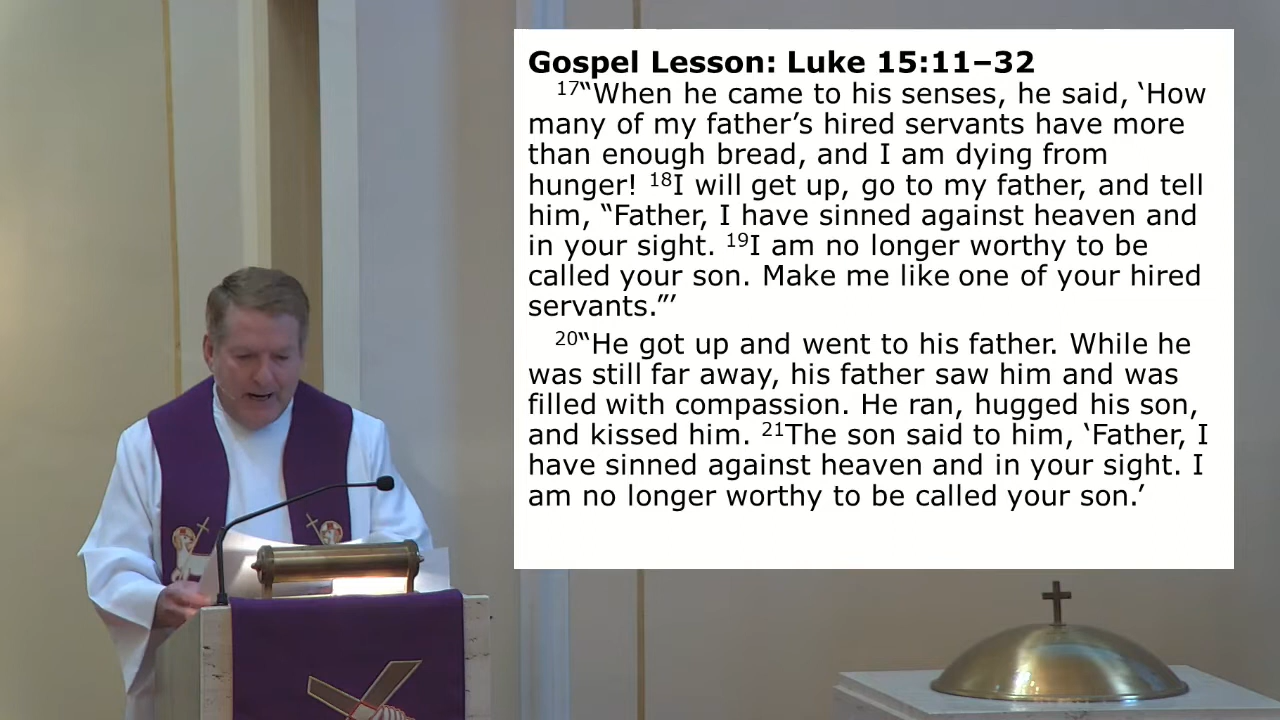 Gospel Lesson: Luke 15:11–32
17“When he came to his senses, he said, ‘How
many of my father’s hired servants have more
than enough bread, and I am dying from
hunger! 18I will get up, go to my father, and tell
him, “Father, I have sinned against heaven and
in your sight. 19I am no longer worthy to be
called your son. Make me like one of your hired
servants.”’
20“He got up and went to his father. While he
was still far away, his father saw him and was
filled with compassion. He ran, hugged his son,
and kissed him. 21The son said to him, ‘Father, I
have sinned against heaven and in your sight. I
am no longer worthy to be called your son.’